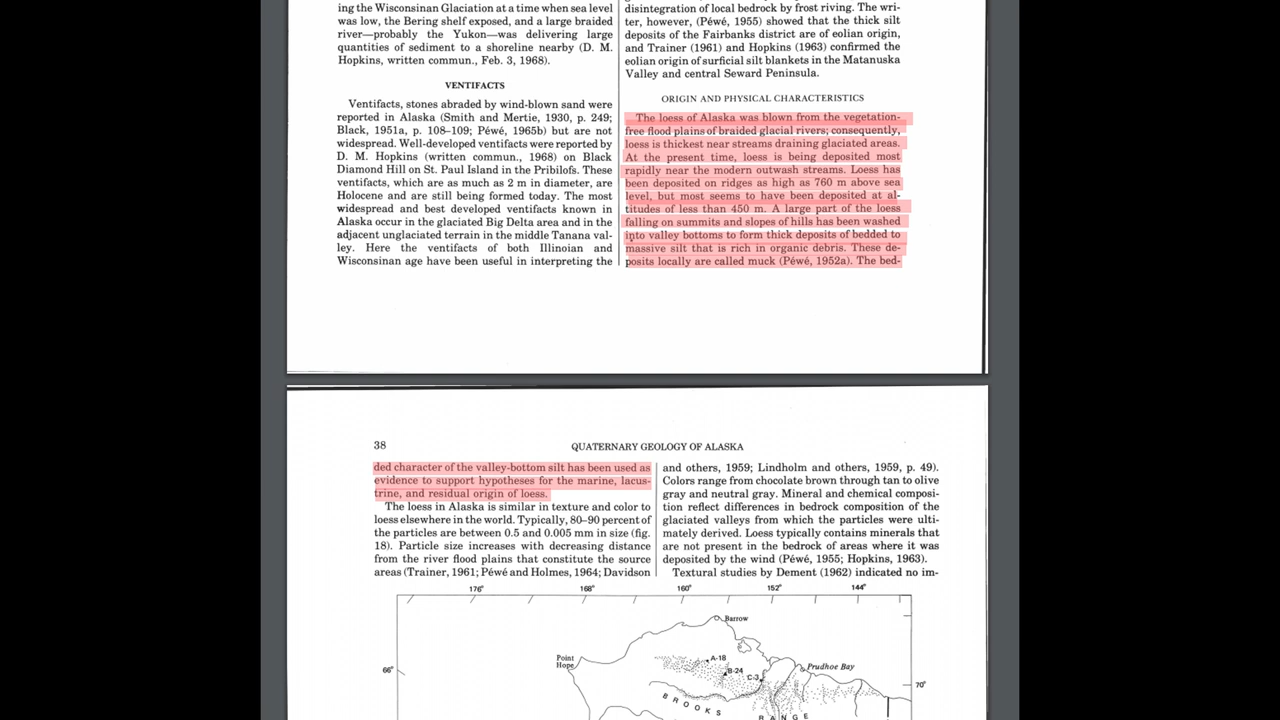 ing the Wisconsinan Glaciation at a time when sea level
was low, the Bering shelf exposed, and a large braided
river—probably the Yukon—was delivering large
quantities of sediment to a shoreline nearby (D. M.
Hopkins, written commun., Feb. 3, 1968).
VENTIFACTS
Ventifacts, stones abraded by wind-blown sand were
reported in Alaska (Smith and Mertie, 1930, p. 249;
Black, 1951a, p. 108–109; Péwé, 1965b) but are not
widespread. Well-developed ventifacts were reported by
D. M. Hopkins (written commun., 1968) on Black
Diamond Hill on St. Paul Island in the Pribilofs. These
ventifacts, which are as much as 2 m in diameter, are
Holocene and are still being formed today. The most
widespread and best developed ventifacts known in
Alaska occur in the glaciated Big Delta area and in the
adjacent unglaciated terrain in the middle Tanana val-
ley. Here the ventifacts of both Illinoian and
Wisconsinan age have been useful in interpreting the
disintegration of local bedrock by frost riving. The wri-
ter, however, (Péwé, 1955) showed that the thick silt
deposits of the Fairbanks district are of eolian origin,
and Trainer (1961) and Hopkins (1963) confirmed the
eolian origin of surficial silt blankets in the Matanuska
Valley and central Seward Peninsula.
ORIGIN AND PHYSICAL CHARACTERISTICS
The loess of Alaska was blown from the vegetation-
free flood plains of braided glacial rivers; consequently,
loess is thickest near streams draining glaciated areas.
At the present time, loess is being deposited most
rapidly near the modern outwash streams. Loess has
been deposited on ridges as high as 760 m above sea
level, but most seems to have been deposited at al-
titudes of less than 450 m. A large part of the loess
falling on summits and slopes of hills has been washed
into valley bottoms to form thick deposits of bedded to
massive silt that is rich in organic debris. These de-
posits locally are called muck (Péwé, 1952a). The bed-
38
QUATERNARY GEOLOGY OF ALASKA
ded character of the valley-bottom silt has been used as
evidence to support hypotheses for the marine, lacus-
trine, and residual origin of loess.
The loess in Alaska is similar in texture and color to
loess elsewhere in the world. Typically, 80–90 percent of
the particles are between 0.5 and 0.005 mm in size (fig.
18). Particle size increases with decreasing distance
from the river flood plains that constitute the source
areas (Trainer, 1961; Péwé and Holmes, 1964; Davidson
and others, 1959; Lindholm and others, 1959, p. 49).
Colors range from chocolate brown through tan to olive
gray and neutral gray. Mineral and chemical composi-
tion reflect differences in bedrock composition of the
glaciated valleys from which the particles were ulti-
mately derived. Loess typically contains minerals that
are not present in the bedrock of areas where it was
deposited by the wind (Péwé, 1955; Hopkins, 1963).
Textural studies by Dement (1962) indicated no im-
176° 168° 160° 152° 144°
Barrow
Point
Hope
A-18
B-24
C-3
Prudhoe Bay
66°
70°
BROOKS RANGE